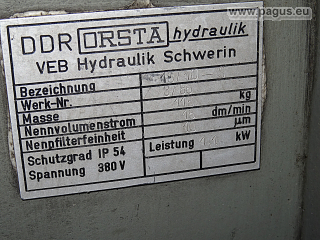 www.pagus.eu
DDR ORSTA hydraulik
VEB Hydraulik Schwerin
Bezeichnung
Werk-Nr.
Masse kg
Nennvolumenstrom dm/min
Nenpfilterfeinheit µm
Schutzgrad IP 54 Leistung kW
Spannung 380 V